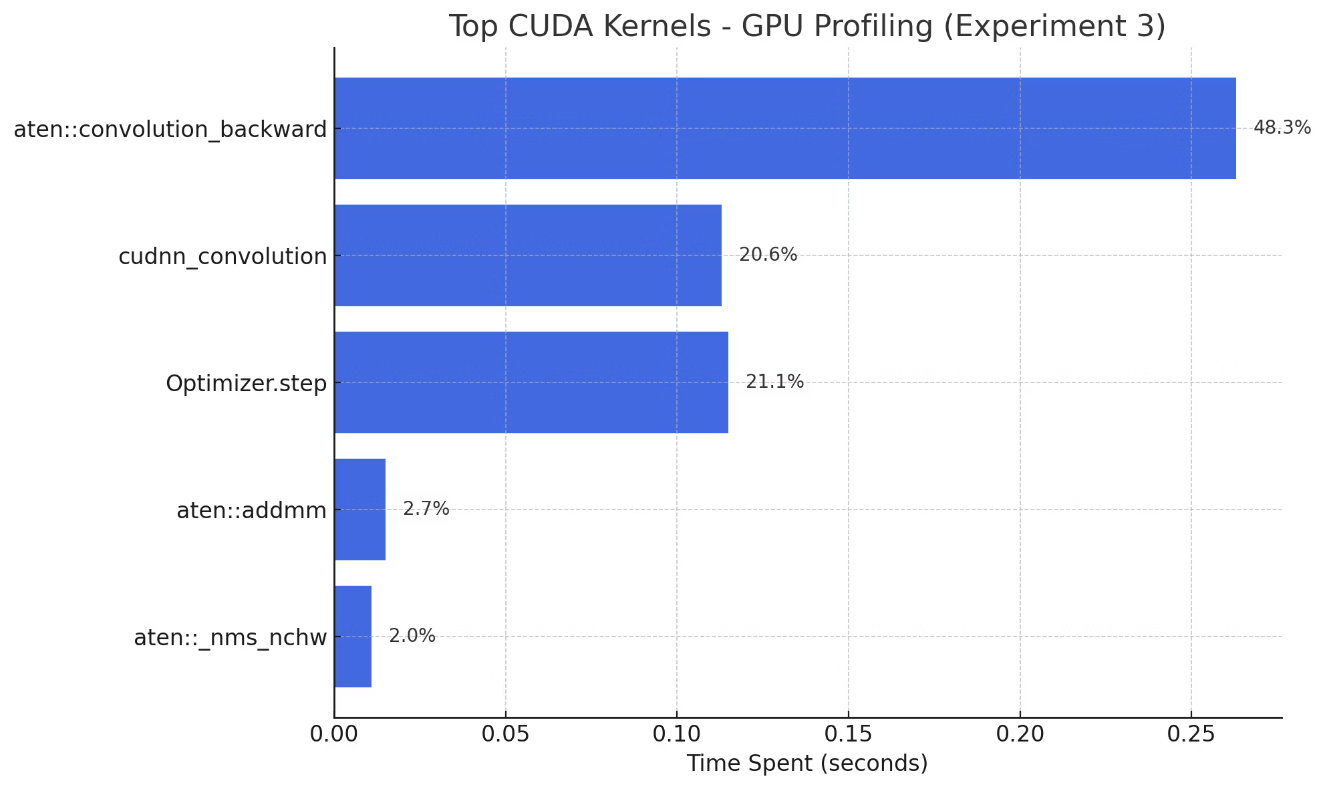 Top CUDA Kernels - GPU Profiling (Experiment 3)
aten::convolution_backward
48.3%
cudnn_convolution
20.6%
Optimizer.step
21.1%
aten::addmm
2.7%
aten::_nms_nchw
2.0%
0.00 0.05 0.10 0.15 0.20 0.25
Time Spent (seconds)